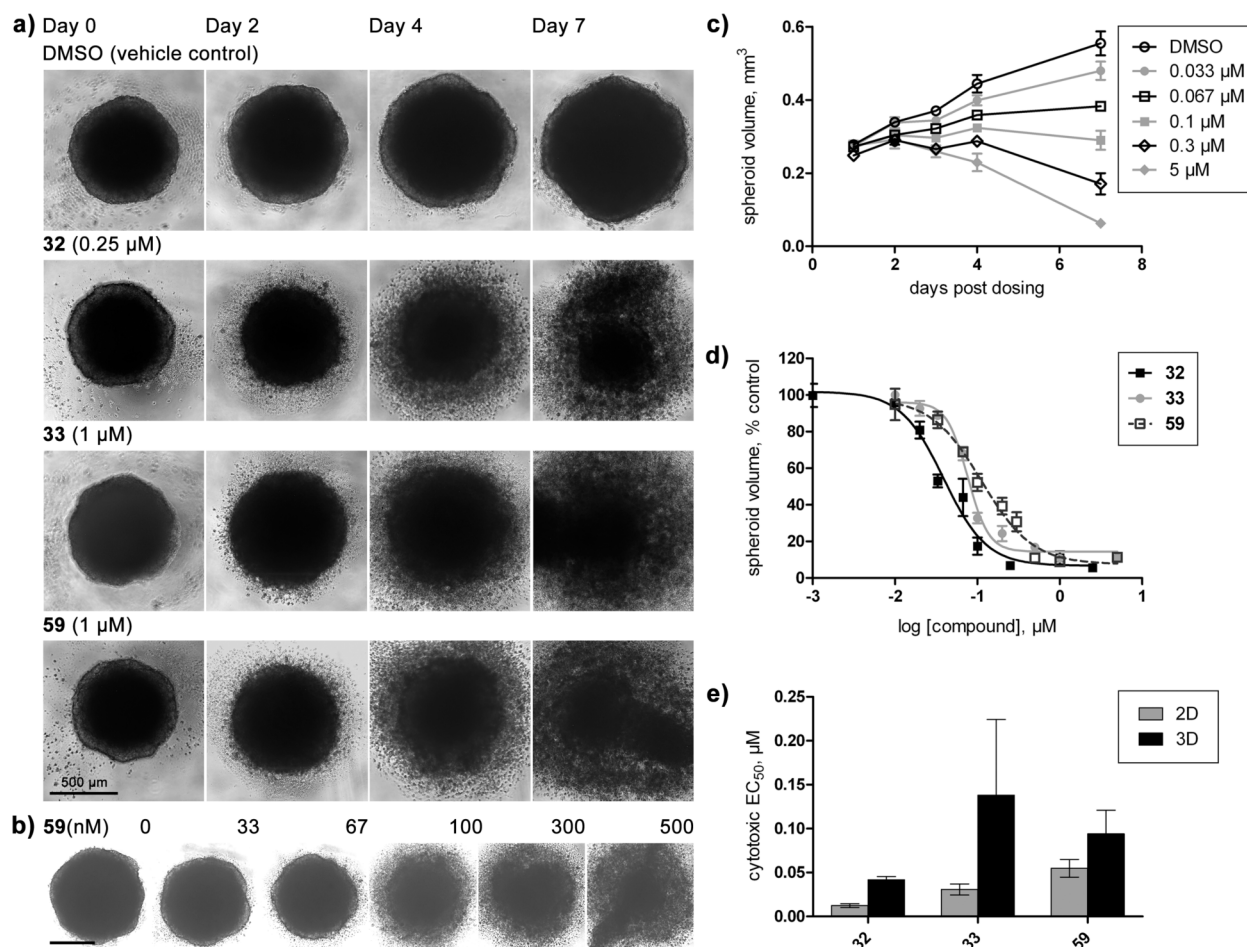 a) Day 0 Day 2 Day 4 Day 7
DMSO (vehicle control)
32 (0.25 µM)
33 (1 µM)
59 (1 µM)
500 µm
b) 59(nM) 0 33 67 100 300 500
c)
0.6
0.4
0.2
0.0
spheroid volume, mm³
0 2 4 6 8
days post dosing
DMSO
0.033 µM
0.067 µM
0.1 µM
0.3 µM
5 µM
d)
120
100
80
60
40
20
0
spheroid volume, % control
-3 -2 -1 0 1
log [compound], µM
32
33
59
e)
0.25
0.20
0.15
0.10
0.05
0.00
cytotoxic EC₅₀, µM
32 33 59
2D
3D